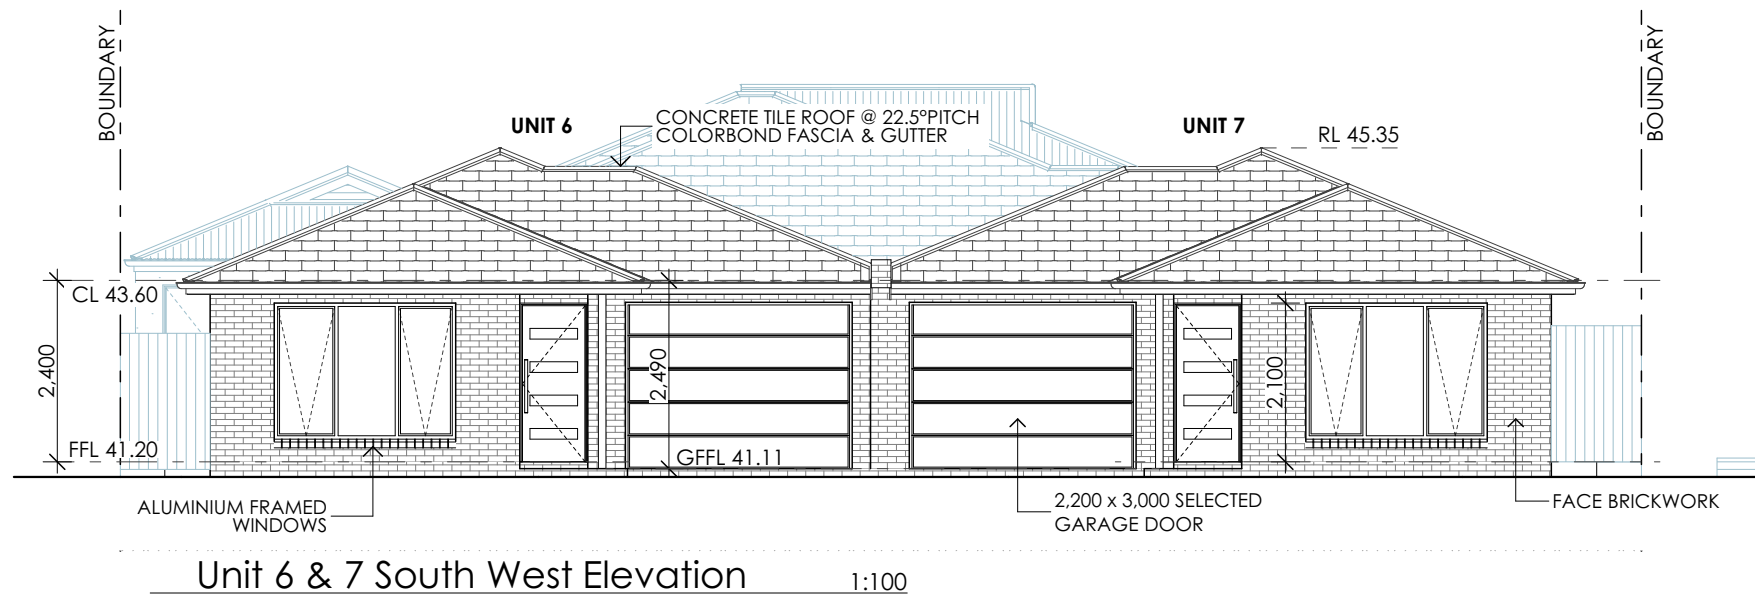 BOUNDARY
BOUNDARY
UNIT 6
CONCRETE TILE ROOF @ 22.5°PITCH
COLORBOND FASCIA & GUTTER
UNIT 7
RL 45.35
CL 43.60
2,400
2,490
2,100
FFL 41.20
GFFL 41.11
ALUMINIUM FRAMED
WINDOWS
2,200 x 3,000 SELECTED
GARAGE DOOR
FACE BRICKWORK
Unit 6 & 7 South West Elevation
1:100